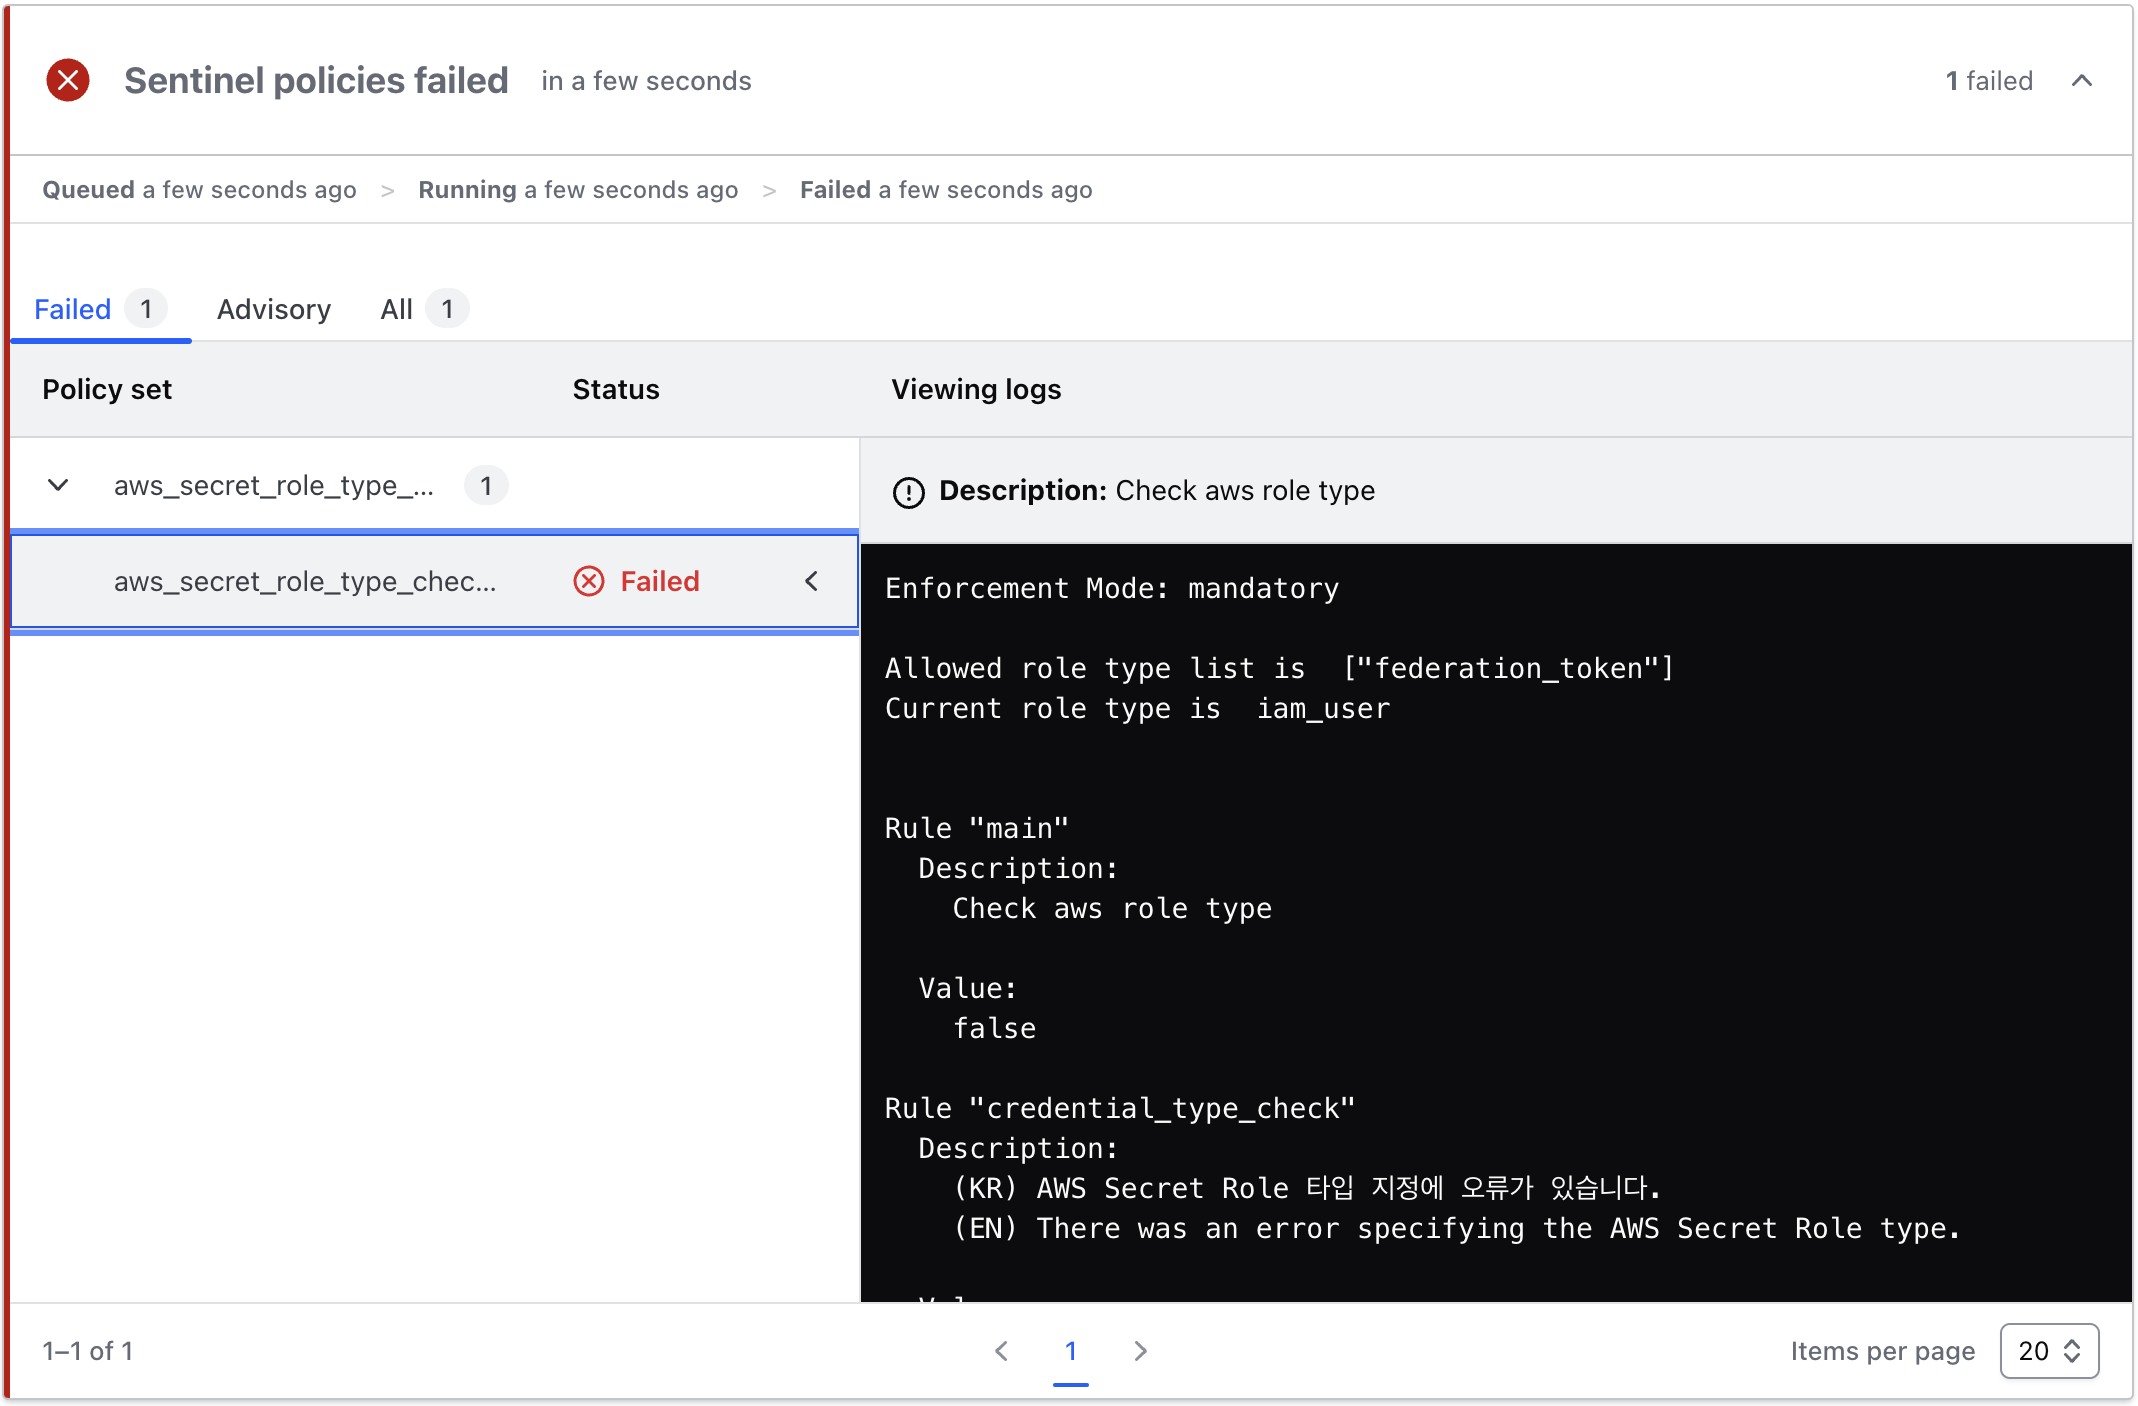 Sentinel policies failed in a few seconds 1 failed
Queued a few seconds ago > Running a few seconds ago > Failed a few seconds ago
Failed 1 Advisory All 1
Policy set Status Viewing logs
aws_secret_role_type_... 1
Description: Check aws role type
aws_secret_role_type_chec... Failed
Enforcement Mode: mandatory
Allowed role type list is  ["federation_token"]
Current role type is  iam_user
Rule "main"
Description:
Check aws role type
Value:
false
Rule "credential_type_check"
Description:
(KR) AWS Secret Role 타입 지정에 오류가 있습니다.
(EN) There was an error specifying the AWS Secret Role type.
1–1 of 1 1 Items per page 20